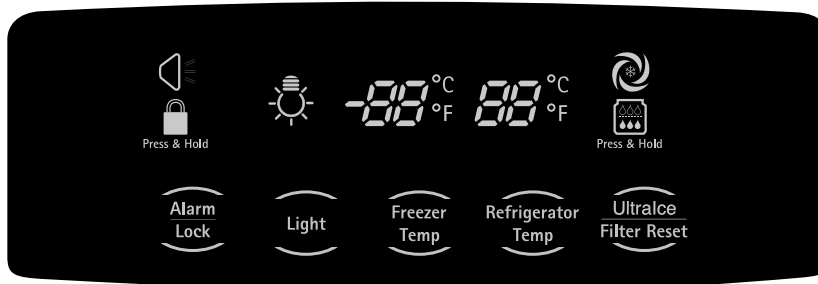 -88 °C °F 88 °C °F
Press & Hold
Press & Hold
Alarm
Lock
Light
Freezer
Temp
Refrigerator
Temp
UltraIce
Filter Reset